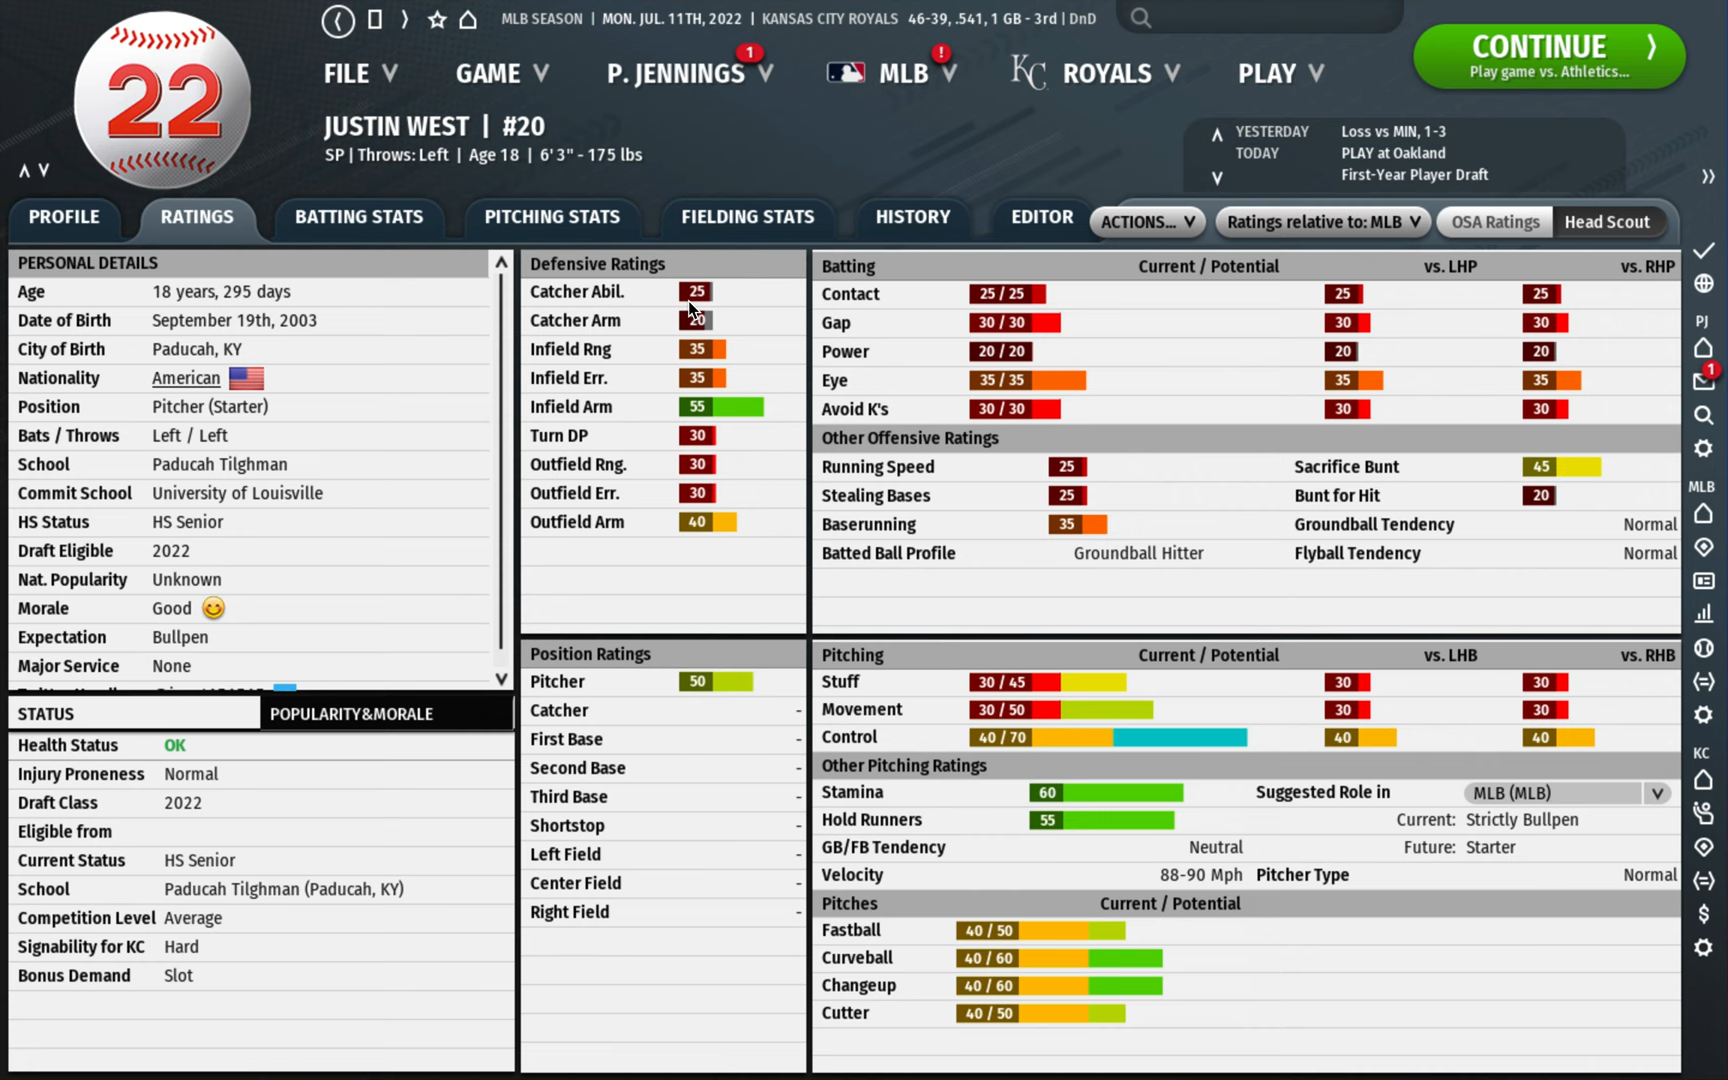 22
MLB SEASON | MON. JUL. 11TH, 2022 | KANSAS CITY ROYALS 46-39, .541, 1 GB - 3rd | DnD
FILE GAME P. JENNINGS 1 MLB ! KC ROYALS PLAY
CONTINUE
Play game vs. Athletics...
JUSTIN WEST | #20
SP | Throws: Left | Age 18 | 6' 3" - 175 lbs
YESTERDAY Loss vs MIN, 1-3
TODAY PLAY at Oakland
First-Year Player Draft
PROFILE RATINGS BATTING STATS PITCHING STATS FIELDING STATS HISTORY EDITOR ACTIONS... Ratings relative to: MLB OSA Ratings Head Scout
PERSONAL DETAILS
Age 18 years, 295 days
Date of Birth September 19th, 2003
City of Birth Paducah, KY
Nationality American
Position Pitcher (Starter)
Bats / Throws Left / Left
School Paducah Tilghman
Commit School University of Louisville
HS Status HS Senior
Draft Eligible 2022
Nat. Popularity Unknown
Morale Good
Expectation Bullpen
Major Service None
STATUS POPULARITY&MORALE
Health Status OK
Injury Proneness Normal
Draft Class 2022
Eligible from
Current Status HS Senior
School Paducah Tilghman (Paducah, KY)
Competition Level Average
Signability for KC Hard
Bonus Demand Slot
Defensive Ratings
Catcher Abil. 25
Catcher Arm 20
Infield Rng 35
Infield Err. 35
Infield Arm 55
Turn DP 30
Outfield Rng. 30
Outfield Err. 30
Outfield Arm 40
Position Ratings
Pitcher 50
Catcher -
First Base -
Second Base -
Third Base -
Shortstop -
Left Field -
Center Field -
Right Field -
Batting Current / Potential vs. LHP vs. RHP
Contact 25 / 25 25 25
Gap 30 / 30 30 30
Power 20 / 20 20 20
Eye 35 / 35 35 35
Avoid K's 30 / 30 30 30
Other Offensive Ratings
Running Speed 25 Sacrifice Bunt 45
Stealing Bases 25 Bunt for Hit 20
Baserunning 35 Groundball Tendency Normal
Batted Ball Profile Groundball Hitter Flyball Tendency Normal
Pitching Current / Potential vs. LHB vs. RHB
Stuff 30 / 45 30 30
Movement 30 / 50 30 30
Control 40 / 70 40 40
Other Pitching Ratings
Stamina 60 Suggested Role in MLB (MLB)
Hold Runners 55 Current: Strictly Bullpen
GB/FB Tendency Neutral Future: Starter
Velocity 88-90 Mph Pitcher Type Normal
Pitches Current / Potential
Fastball 40 / 50
Curveball 40 / 60
Changeup 40 / 60
Cutter 40 / 50
PJ
1
MLB
KC
$